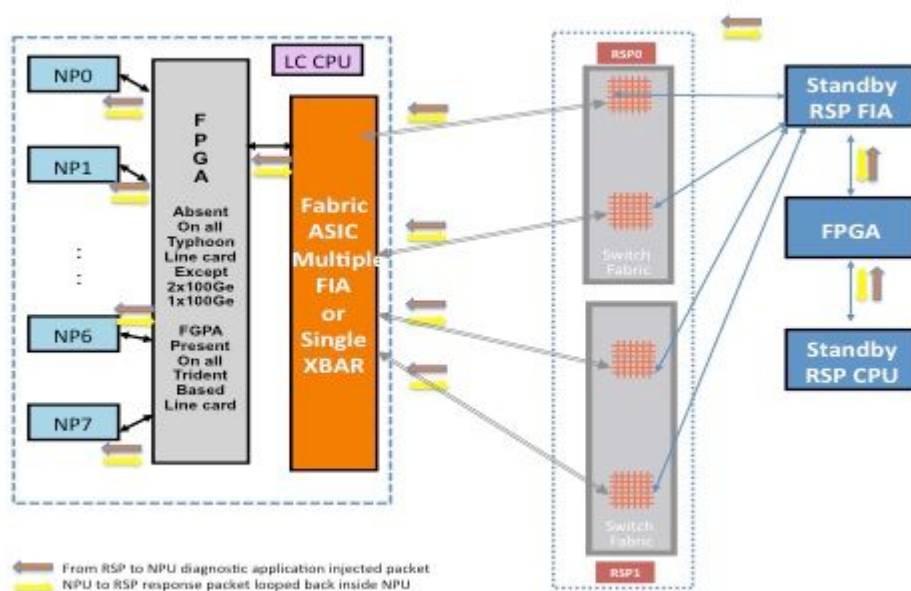 LC CPU
NP0
NP1
NP6
NP7
F
P
G
A
Absent
On all
Typhoon
Line card
Except
2x100Ge
1x100Ge
FGPA
Present
On all
Trident
Based
Line card
Fabric
ASIC
Multiple
FIA
or
Single
XBAR
RSP0
Switch Fabric
Switch Fabric
RSP1
Standby
RSP FIA
FPGA
Standby
RSP CPU
From RSP to NPU diagnostic application injected packet
NPU to RSP response packet looped back inside NPU